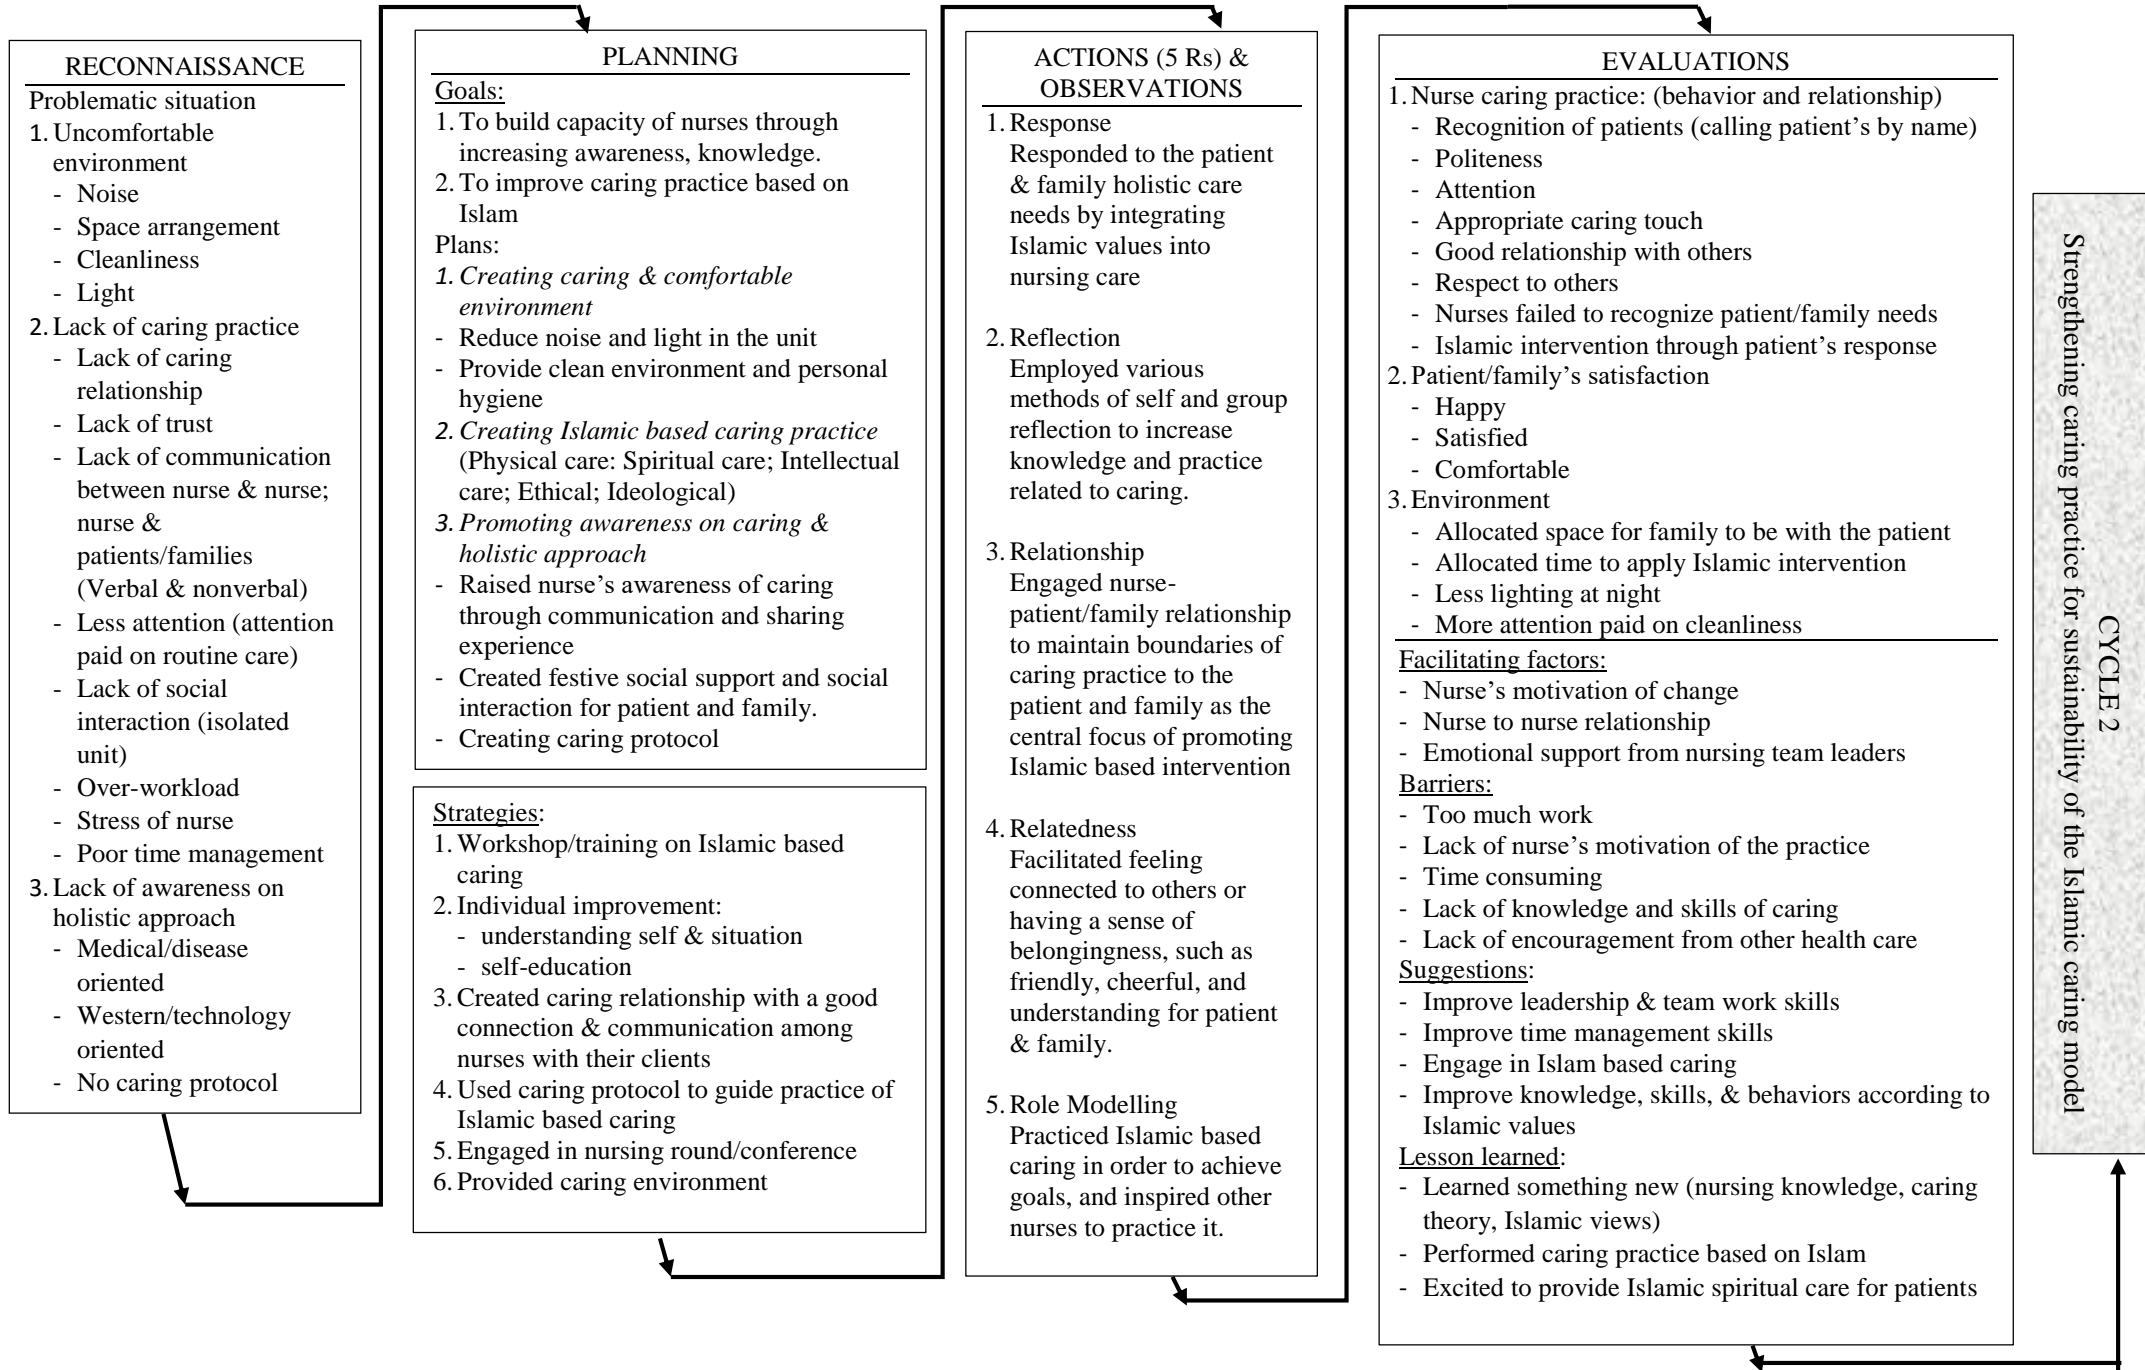 RECONNAISSANCE
Problematic situation
1. Uncomfortable
environment
- Noise
- Space arrangement
- Cleanliness
- Light
2. Lack of caring practice
- Lack of caring
relationship
- Lack of trust
- Lack of communication
between nurse & nurse;
nurse &
patients/families
(Verbal & nonverbal)
- Less attention (attention
paid on routine care)
- Lack of social
interaction (isolated
unit)
- Over-workload
- Stress of nurse
- Poor time management
3. Lack of awareness on
holistic approach
- Medical/disease
oriented
- Western/technology
oriented
- No caring protocol
PLANNING
Goals:
1. To build capacity of nurses through
increasing awareness, knowledge.
2. To improve caring practice based on
Islam
Plans:
1. Creating caring & comfortable
environment
- Reduce noise and light in the unit
- Provide clean environment and personal
hygiene
2. Creating Islamic based caring practice
(Physical care: Spiritual care; Intellectual
care; Ethical; Ideological)
3. Promoting awareness on caring &
holistic approach
- Raised nurse’s awareness of caring
through communication and sharing
experience
- Created festive social support and social
interaction for patient and family.
- Creating caring protocol
Strategies:
1. Workshop/training on Islamic based
caring
2. Individual improvement:
- understanding self & situation
- self-education
3. Created caring relationship with a good
connection & communication among
nurses with their clients
4. Used caring protocol to guide practice of
Islamic based caring
5. Engaged in nursing round/conference
6. Provided caring environment
ACTIONS (5 Rs) &
OBSERVATIONS
1. Response
Responded to the patient
& family holistic care
needs by integrating
Islamic values into
nursing care
2. Reflection
Employed various
methods of self and group
reflection to increase
knowledge and practice
related to caring.
3. Relationship
Engaged nurse-
patient/family relationship
to maintain boundaries of
caring practice to the
patient and family as the
central focus of promoting
Islamic based intervention
4. Relatedness
Facilitated feeling
connected to others or
having a sense of
belongingness, such as
friendly, cheerful, and
understanding for patient
& family.
5. Role Modelling
Practiced Islamic based
caring in order to achieve
goals, and inspired other
nurses to practice it.
EVALUATIONS
1. Nurse caring practice: (behavior and relationship)
- Recognition of patients (calling patient’s by name)
- Politeness
- Attention
- Appropriate caring touch
- Good relationship with others
- Respect to others
- Nurses failed to recognize patient/family needs
- Islamic intervention through patient’s response
2. Patient/family’s satisfaction
- Happy
- Satisfied
- Comfortable
3. Environment
- Allocated space for family to be with the patient
- Allocated time to apply Islamic intervention
- Less lighting at night
- More attention paid on cleanliness
Facilitating factors:
- Nurse’s motivation of change
- Nurse to nurse relationship
- Emotional support from nursing team leaders
Barriers:
- Too much work
- Lack of nurse’s motivation of the practice
- Time consuming
- Lack of knowledge and skills of caring
- Lack of encouragement from other health care
Suggestions:
- Improve leadership & team work skills
- Improve time management skills
- Engage in Islam based caring
- Improve knowledge, skills, & behaviors according to
Islamic values
Lesson learned:
- Learned something new (nursing knowledge, caring
theory, Islamic views)
- Performed caring practice based on Islam
- Excited to provide Islamic spiritual care for patients
CYCLE 2
Strengthening caring practice for sustainability of the Islamic caring model